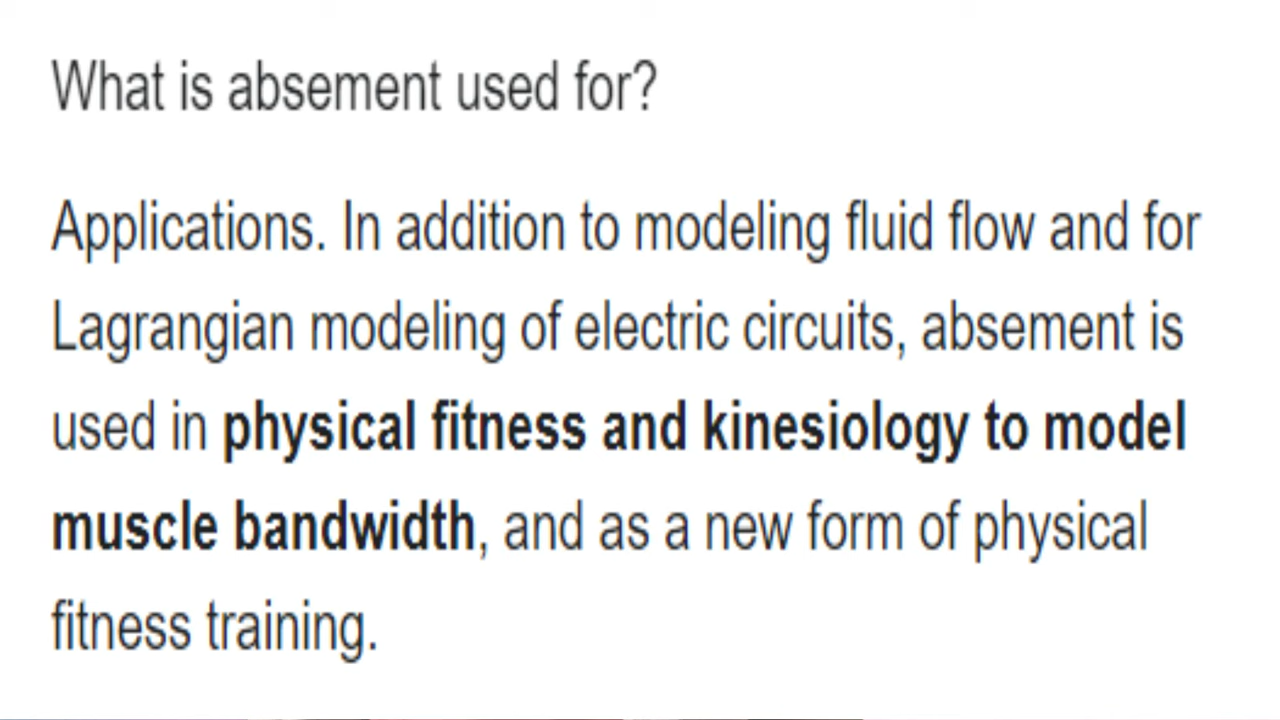 What is absement used for?
Applications. In addition to modeling fluid flow and for
Lagrangian modeling of electric circuits, absement is
used in physical fitness and kinesiology to model
muscle bandwidth, and as a new form of physical
fitness training.